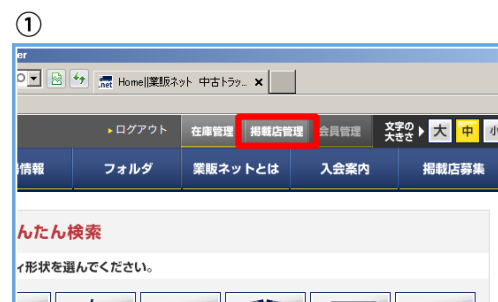 ①
er
Home||業販ネット 中古トラッ...
ログアウト 在庫管理 掲載店管理 会員管理 文字の大きさ 大 中 小
情報 フォルダ 業販ネットとは 入会案内 掲載店募集
んたん検索
ィ形状を選んでください。